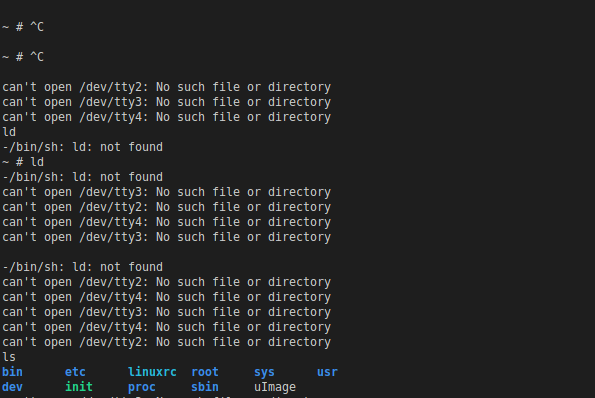 ~ # ^C
~ # ^C
can't open /dev/tty2: No such file or directory
can't open /dev/tty3: No such file or directory
can't open /dev/tty4: No such file or directory
ld
-/bin/sh: ld: not found
~ # ld
-/bin/sh: ld: not found
can't open /dev/tty3: No such file or directory
can't open /dev/tty2: No such file or directory
can't open /dev/tty4: No such file or directory
can't open /dev/tty3: No such file or directory
-/bin/sh: ld: not found
can't open /dev/tty2: No such file or directory
can't open /dev/tty4: No such file or directory
can't open /dev/tty3: No such file or directory
can't open /dev/tty4: No such file or directory
can't open /dev/tty2: No such file or directory
ls
bin etc linuxrc root sys usr
dev init proc sbin uImage